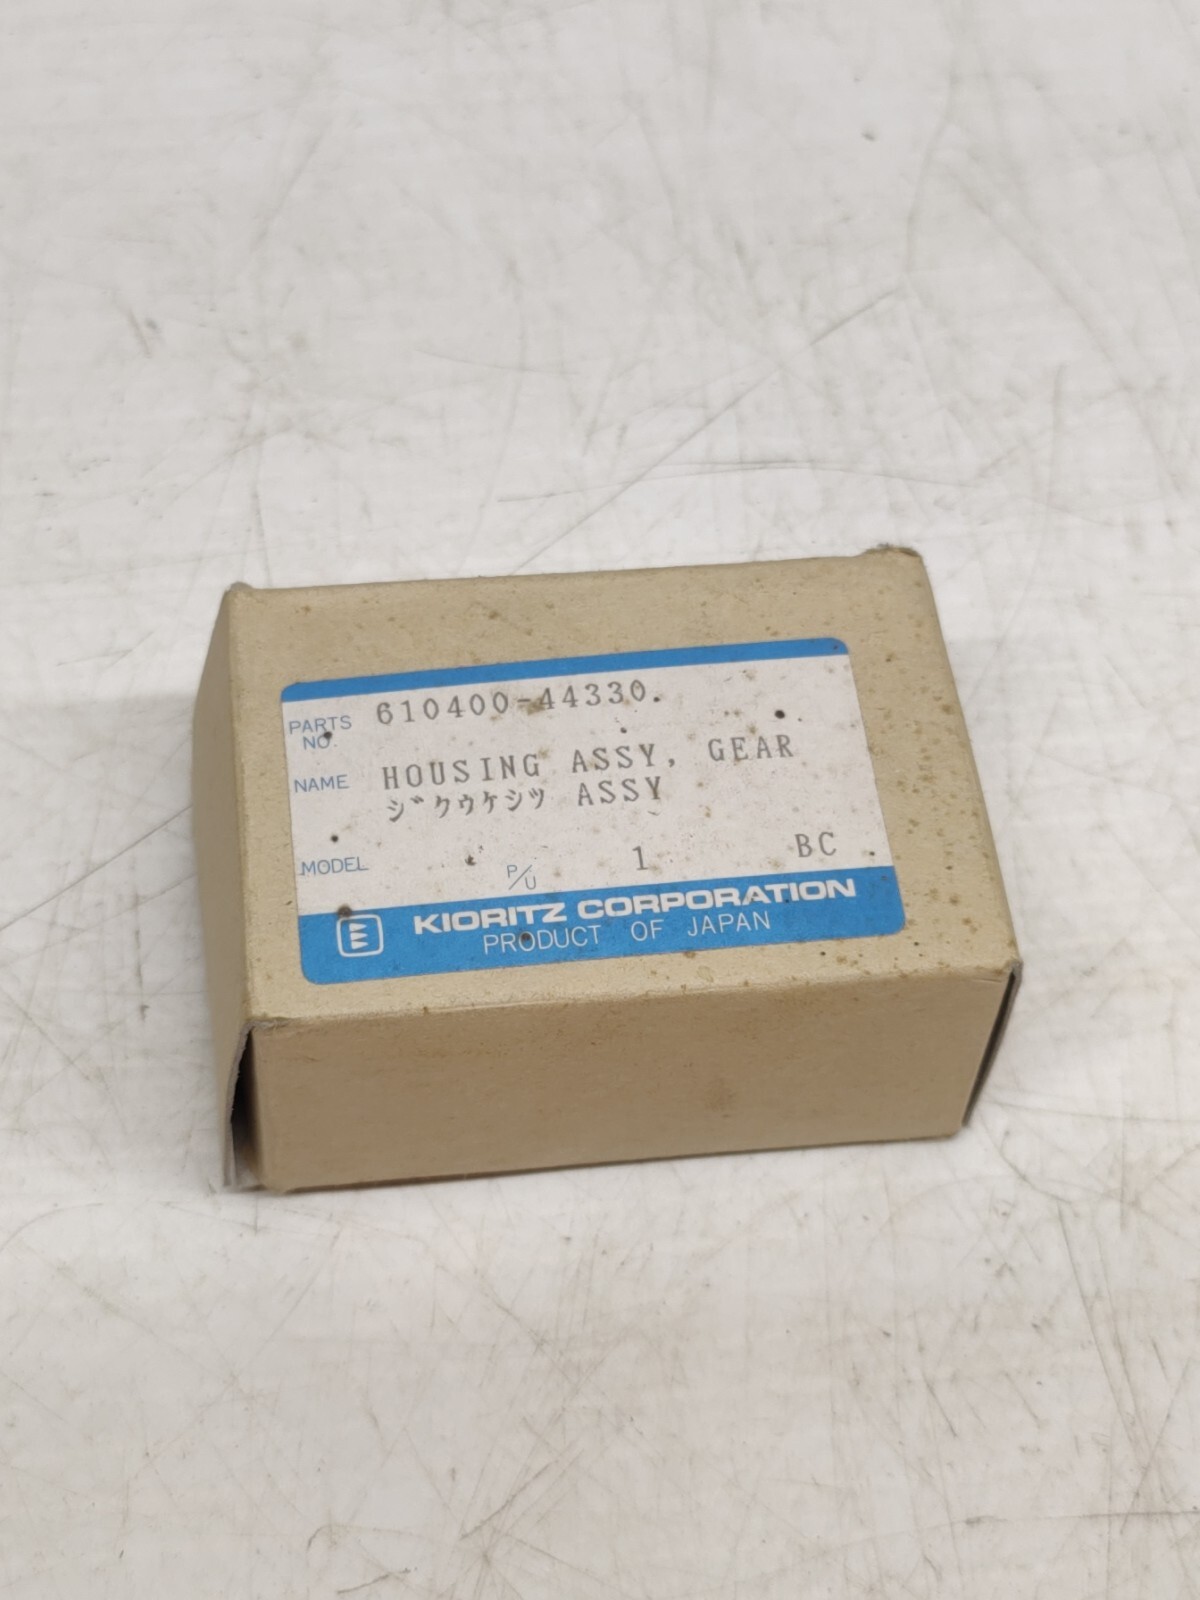 PARTS NO. 610400-44330.
NAME HOUSING ASSY, GEAR
ジクウケシツ ASSY
MODEL P/U 1 BC
KIORITZ CORPORATION
PRODUCT OF JAPAN